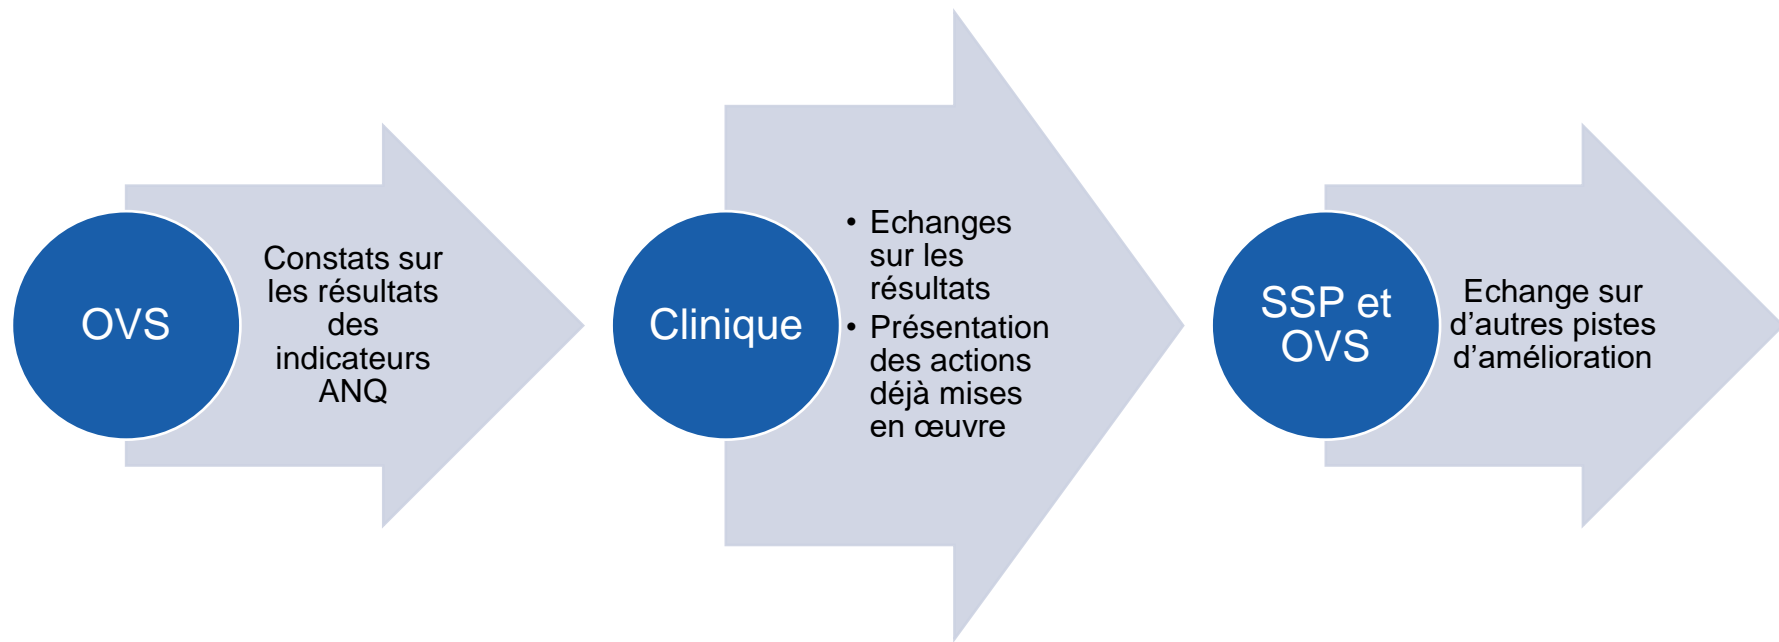 OVS
Constats sur
les résultats
des
indicateurs
ANQ
Clinique
• Echanges
sur les
résultats
• Présentation
des actions
déjà mises
en œuvre
SSP et
OVS
Echange sur
d’autres pistes
d’amélioration